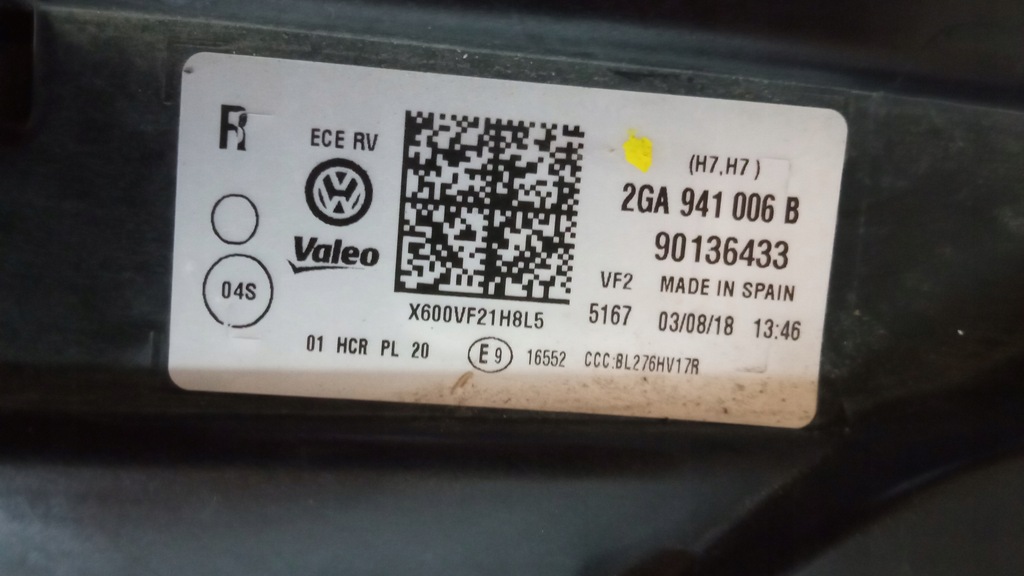 R
ECE RV
Valeo
04S
X600VF21H8L5
01 HCR PL 20
E9
16552
CCC:BL276HV17R
(H7,H7)
2GA 941 006 B
90136433
VF2 MADE IN SPAIN
5167 03/08/18 13:46